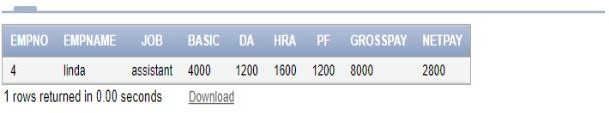 EMPNO EMPNAME JOB BASIC DA HRA PF GROSSPAY NETPAY
4 linda assistant 4000 1200 1600 1200 8000 2800
1 rows returned in 0.00 seconds Download